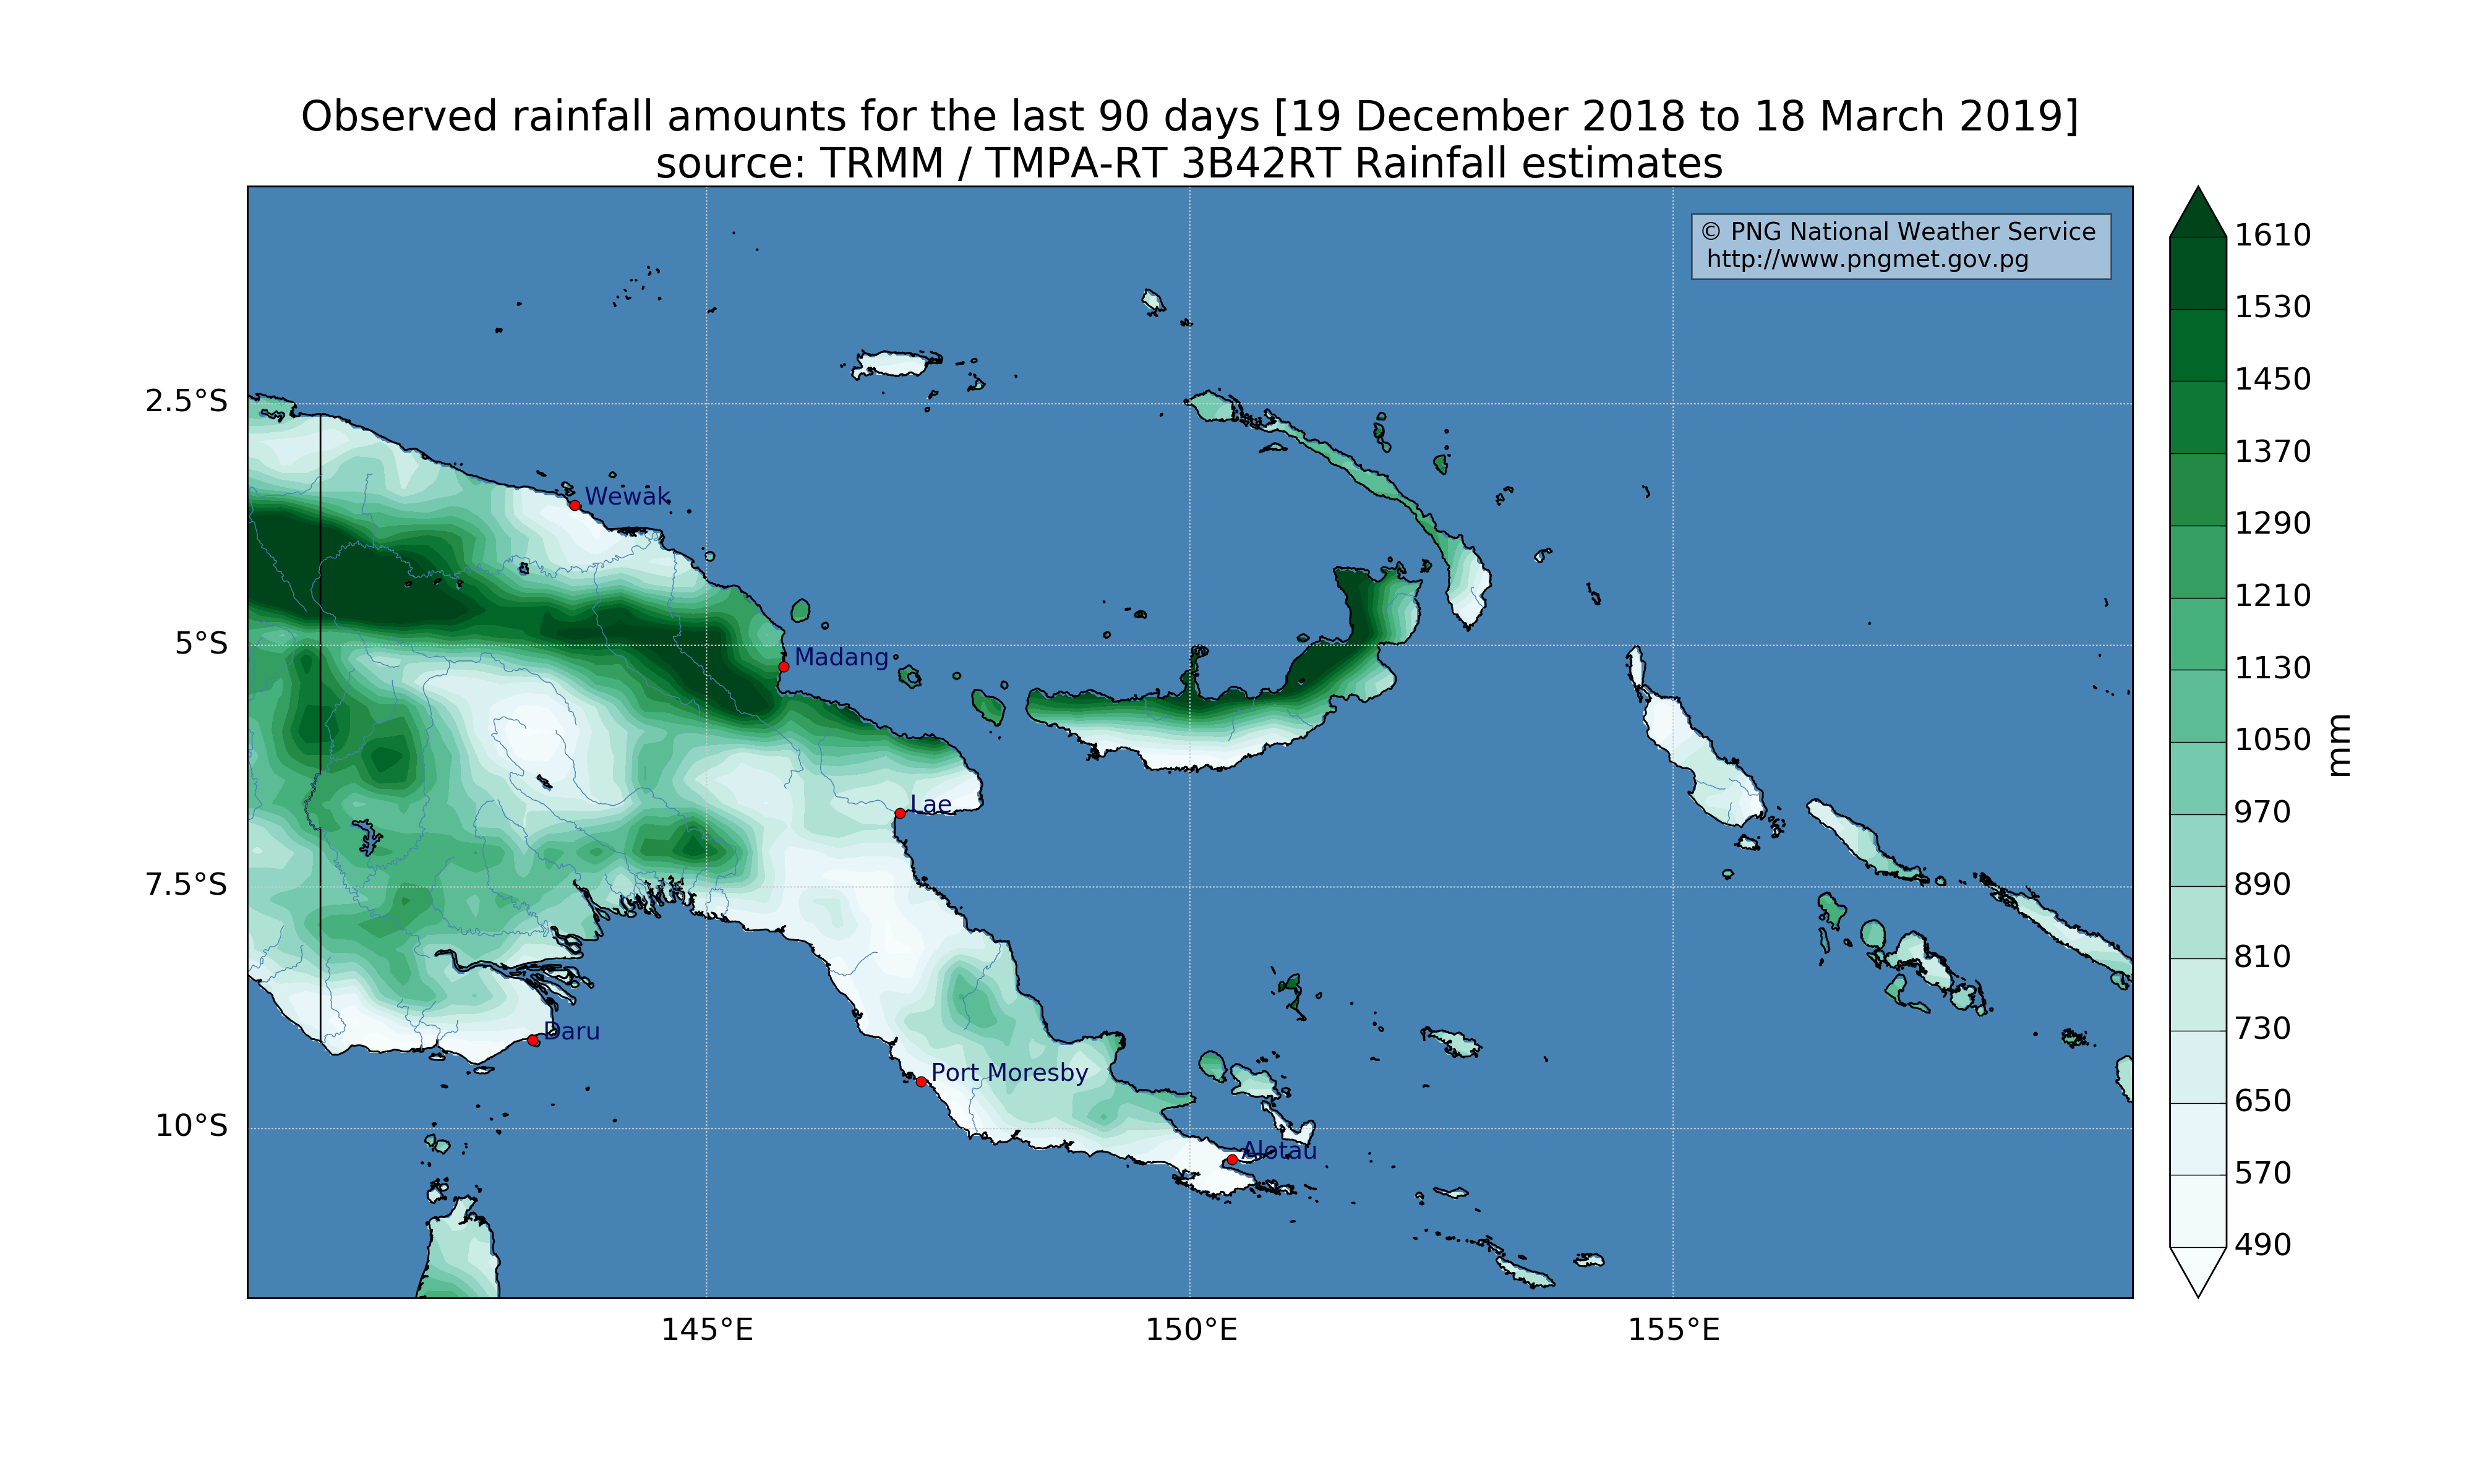 Observed rainfall amounts for the last 90 days [19 December 2018 to 18 March 2019]
source: TRMM / TMPA-RT 3B42RT Rainfall estimates
© PNG National Weather Service
http://www.pngmet.gov.pg
1610
1530
1450
1370
1290
1210
1130
1050
970
890
810
730
650
570
490
mm
2.5°S
5°S
7.5°S
10°S
Wewak
Madang
Lae
Daru
Port Moresby
Alotau
145°E
150°E
155°E